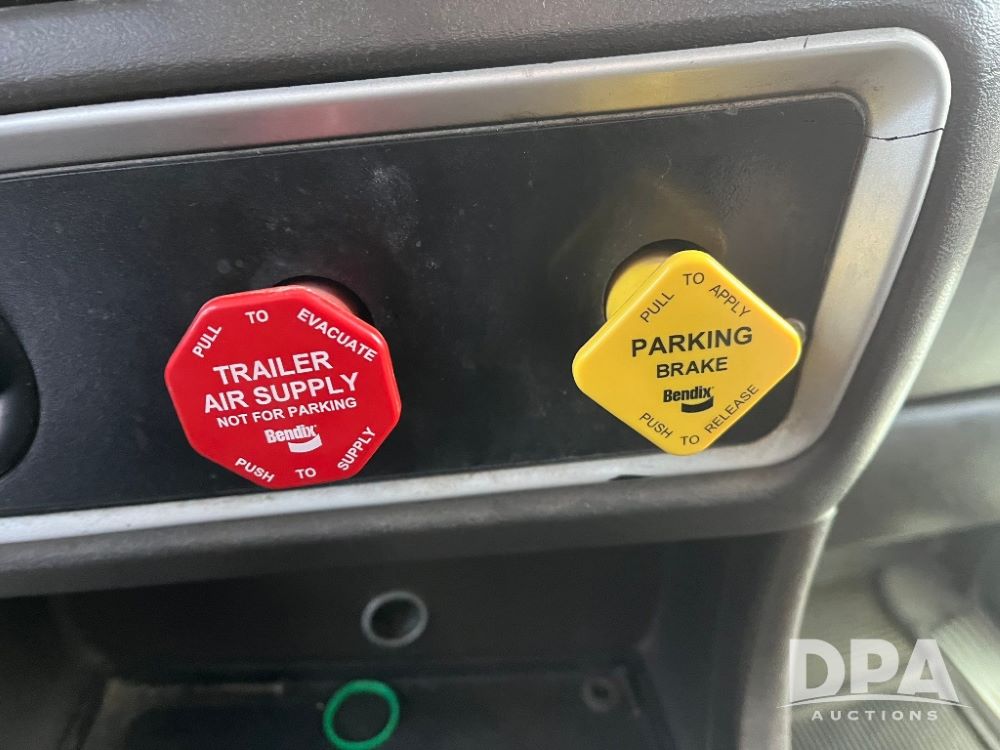 PULL TO EVACUATE
TRAILER
AIR SUPPLY
NOT FOR PARKING
Bendix
PUSH TO SUPPLY
PULL TO APPLY
PARKING
BRAKE
Bendix
PUSH TO RELEASE
DPA
AUCTIONS